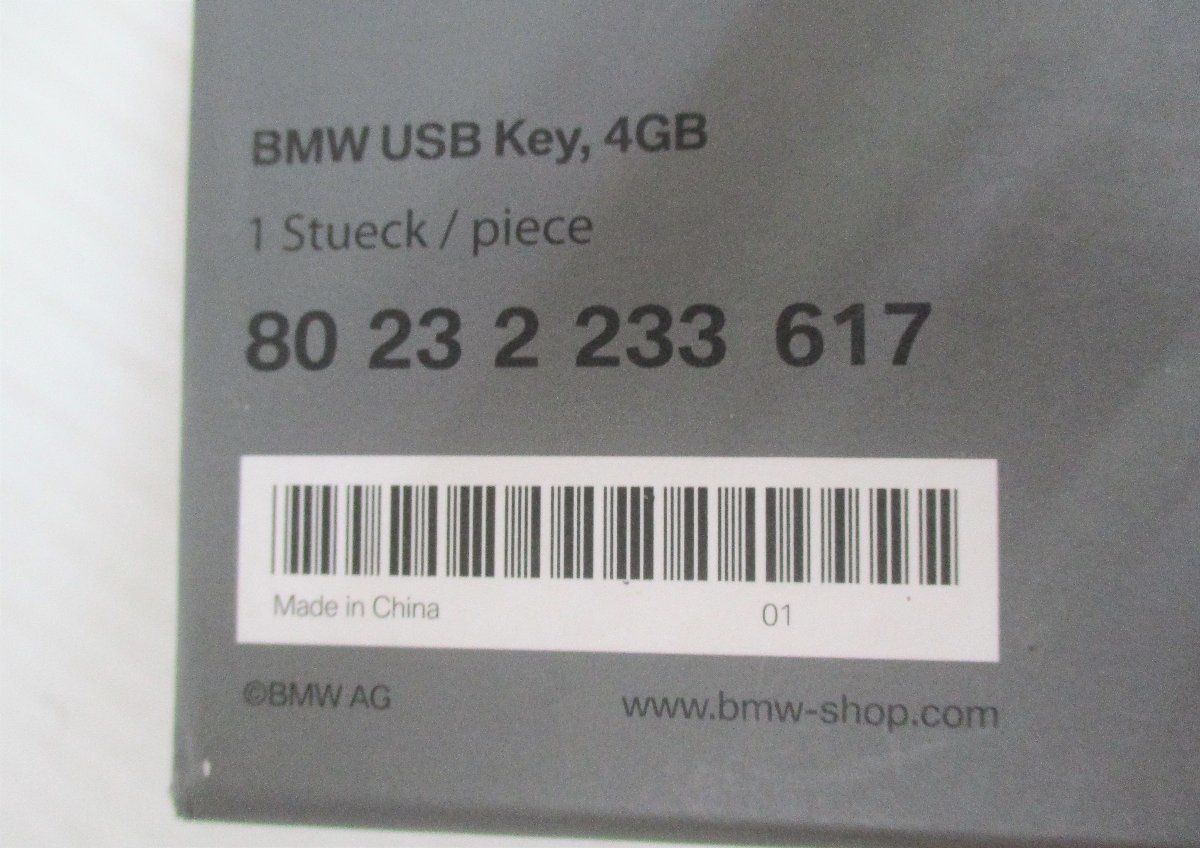 BMW USB Key, 4GB
1 Stueck / piece
80 23 2 233 617
Made in China 01
©BMW AG www.bmw-shop.com